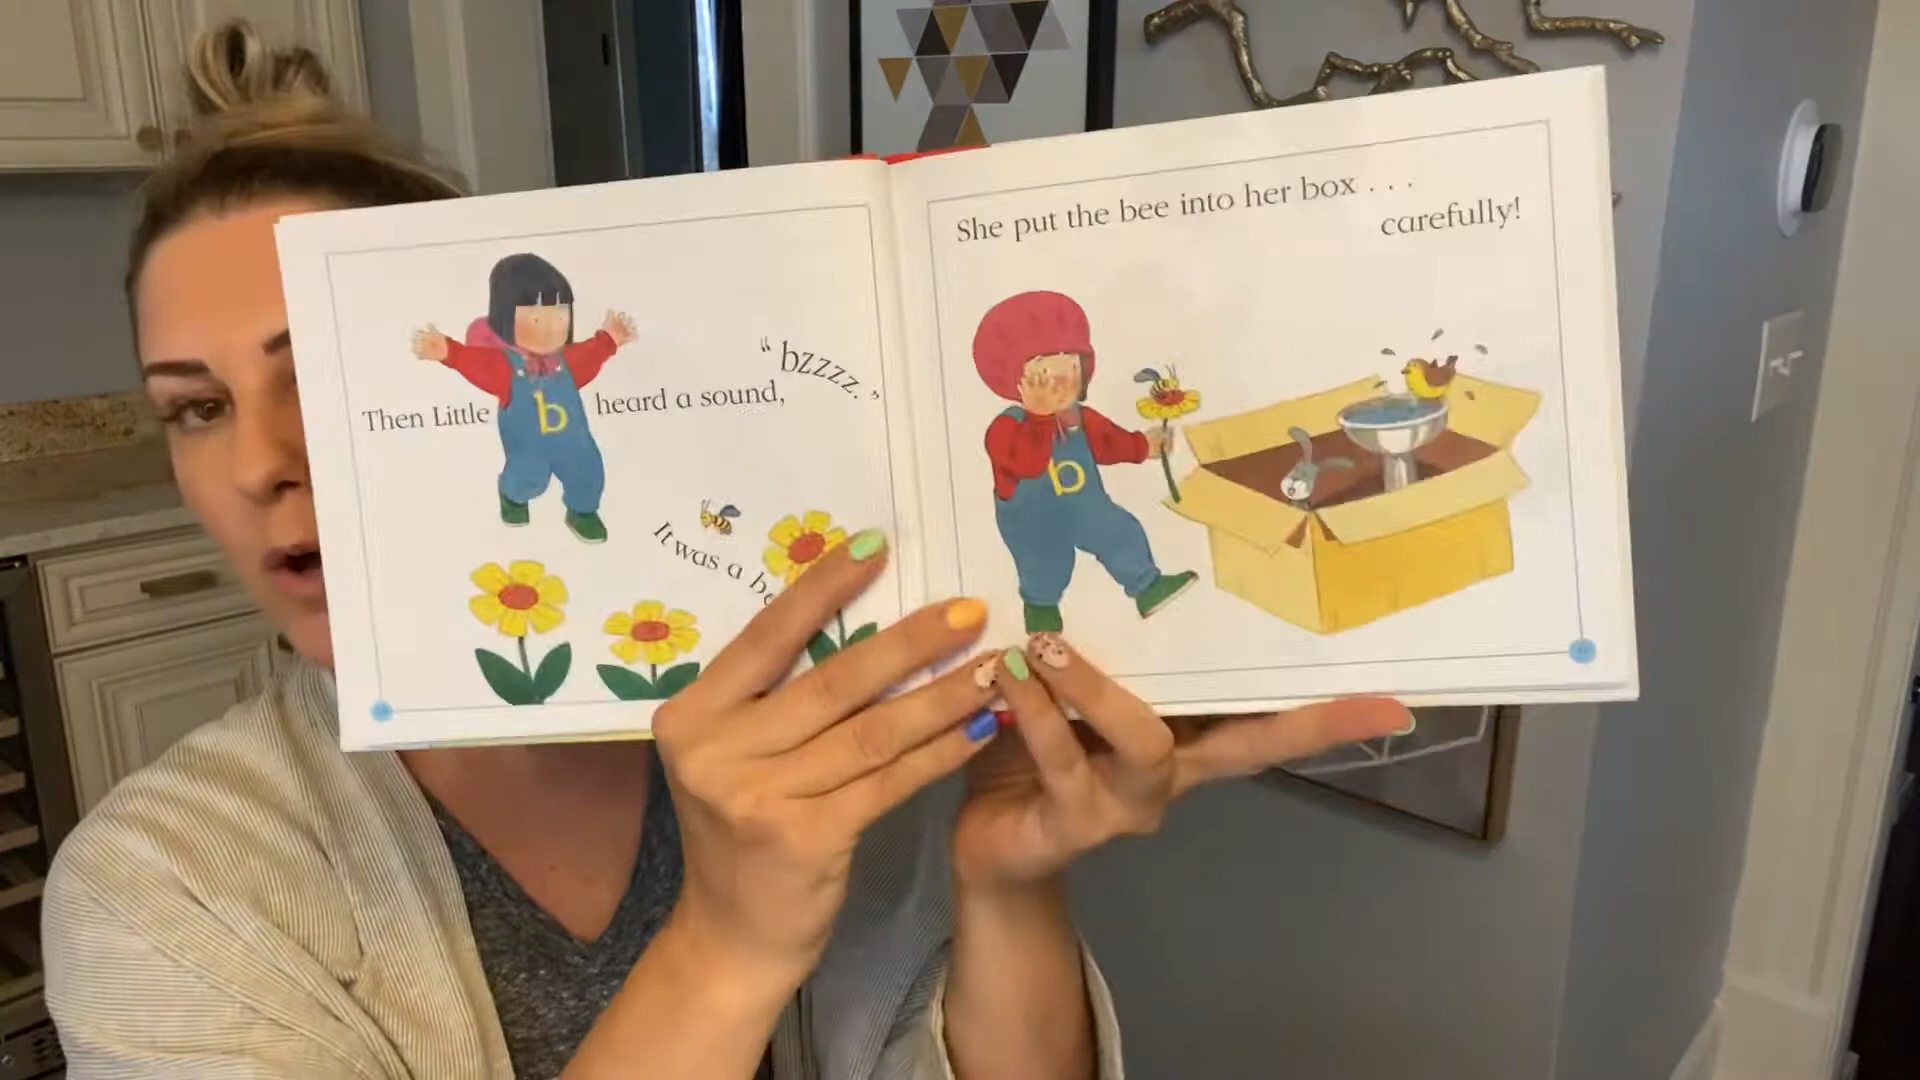 Then Little b heard a sound,
"bzzzz."
It was a
She put the bee into her box . . .
carefully!
b